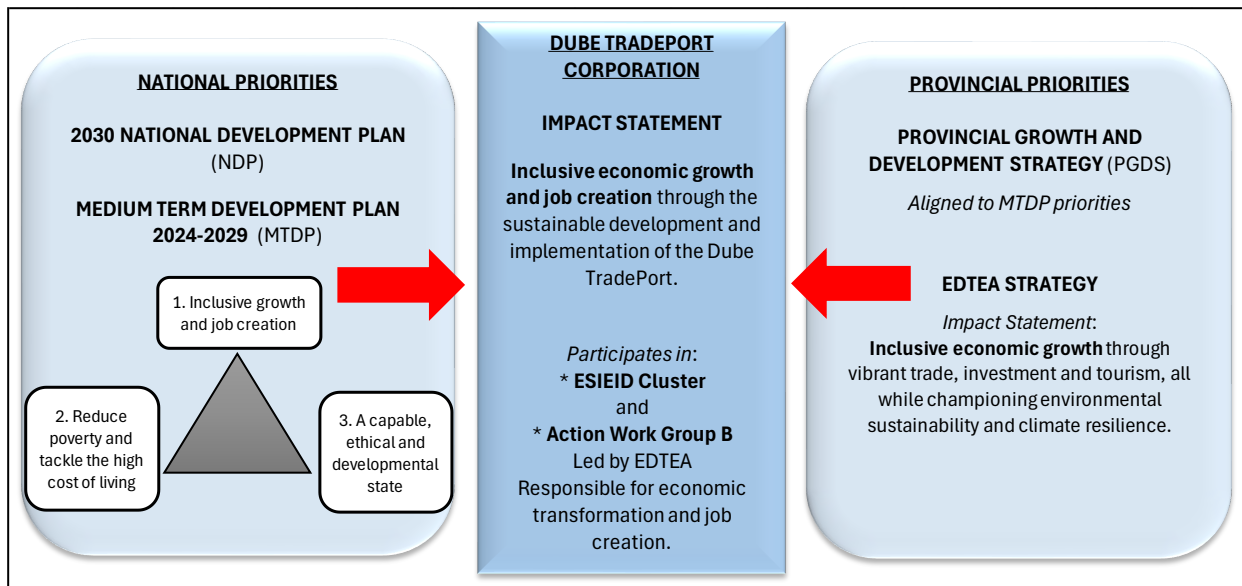 NATIONAL PRIORITIES
2030 NATIONAL DEVELOPMENT PLAN
(NDP)
MEDIUM TERM DEVELOPMENT PLAN
2024-2029 (MTDP)
1. Inclusive growth
and job creation
2. Reduce
poverty and
tackle the high
cost of living
3. A capable,
ethical and
developmental
state
DUBE TRADEPORT
CORPORATION
IMPACT STATEMENT
Inclusive economic growth
and job creation through the
sustainable development and
implementation of the Dube
TradePort.
Participates in:
* ESIEID Cluster
and
* Action Work Group B
Led by EDTEA
Responsible for economic
transformation and job
creation.
PROVINCIAL PRIORITIES
PROVINCIAL GROWTH AND
DEVELOPMENT STRATEGY (PGDS)
Aligned to MTDP priorities
EDTEA STRATEGY
Impact Statement:
Inclusive economic growth through
vibrant trade, investment and tourism, all
while championing environmental
sustainability and climate resilience.